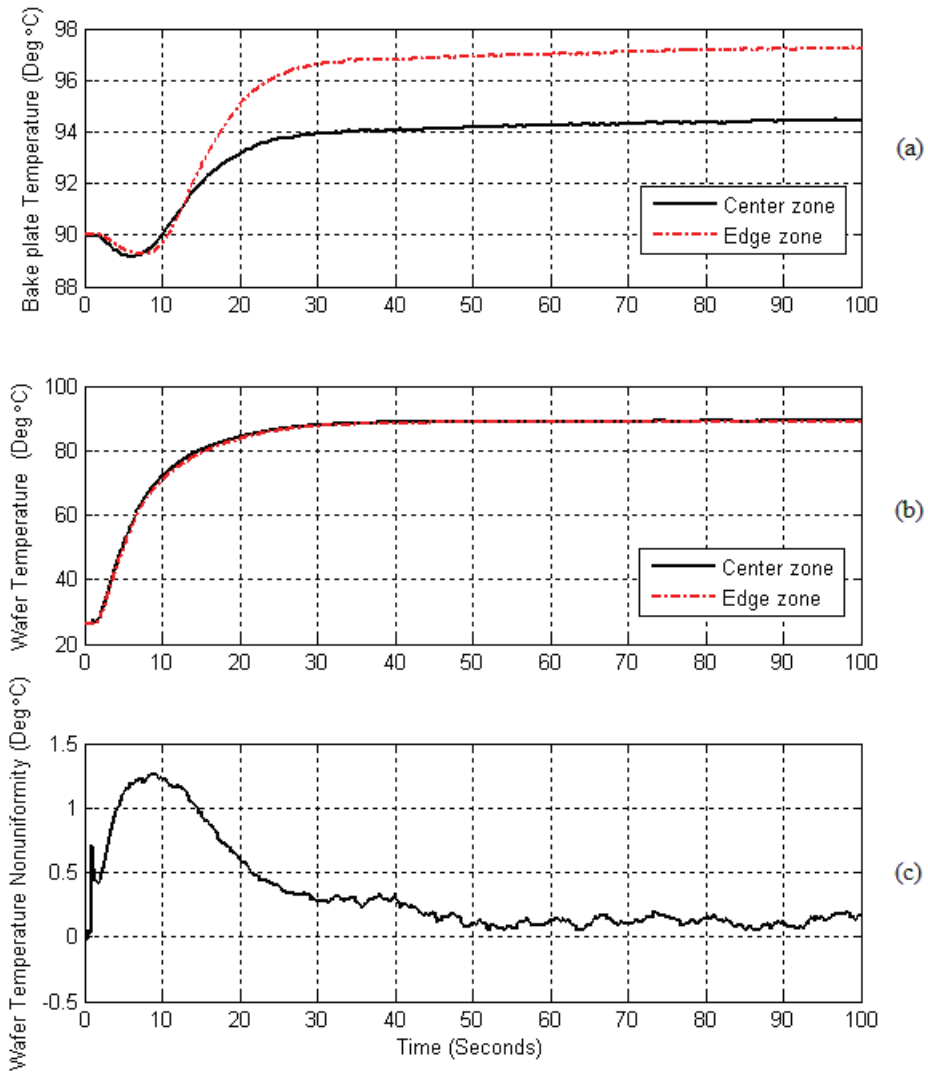 Bake plate Temperature (Deg°C)
98
96
94
92
90
88
0 10 20 30 40 50 60 70 80 90 100
Center zone
Edge zone
(a)
Wafer Temperature (Deg°C)
100
80
60
40
20
0 10 20 30 40 50 60 70 80 90 100
Center zone
Edge zone
(b)
Wafer Temperature Nonuniformity (Deg°C)
1.5
1
0.5
0
-0.5
0 10 20 30 40 50 60 70 80 90 100
Time (Seconds)
(c)